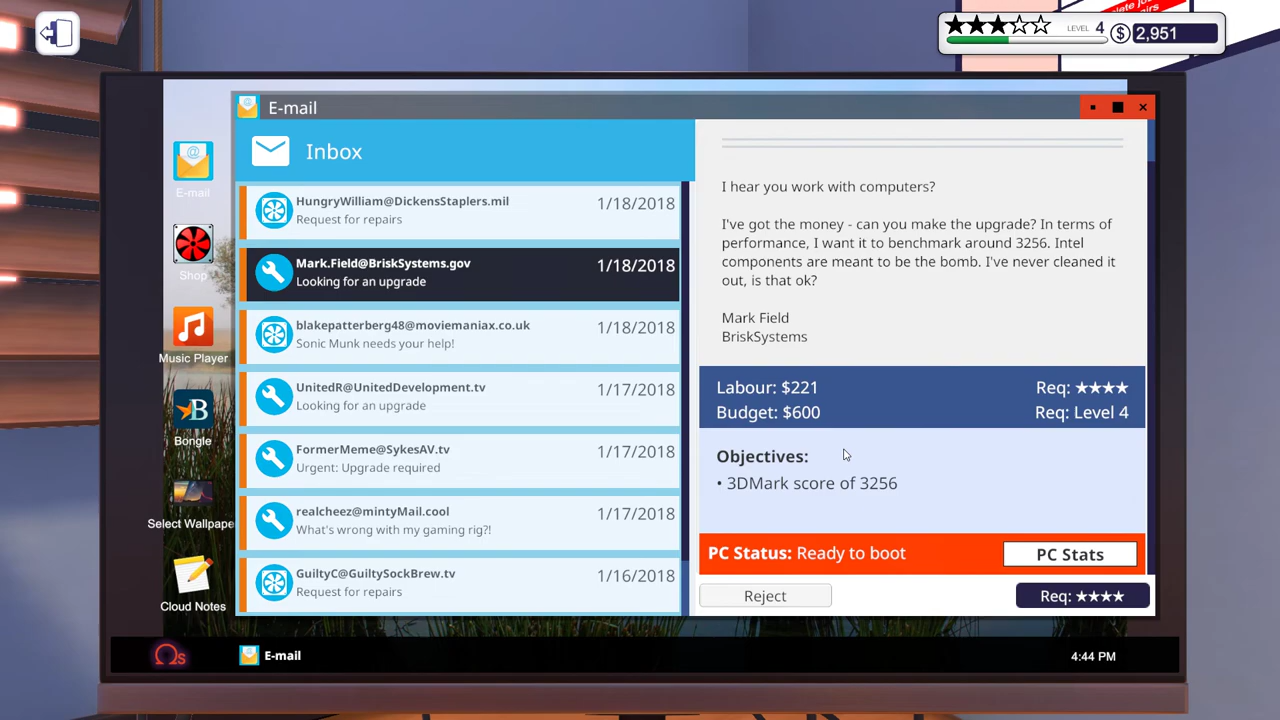 LEVEL 4 $ 2,951
E-mail
Shop
Music Player
Bongle
Select Wallpape
Cloud Notes
E-mail
Inbox
HungryWilliam@DickensStaplers.mil 1/18/2018
Request for repairs
Mark.Field@BriskSystems.gov 1/18/2018
Looking for an upgrade
blakepatterberg48@moviemaniax.co.uk 1/18/2018
Sonic Munk needs your help!
UnitedR@UnitedDevelopment.tv 1/17/2018
Looking for an upgrade
FormerMeme@SykesAV.tv 1/17/2018
Urgent: Upgrade required
realcheez@mintyMail.cool 1/17/2018
What's wrong with my gaming rig?!
GuiltyC@GuiltySockBrew.tv 1/16/2018
Request for repairs
I hear you work with computers?
I've got the money - can you make the upgrade? In terms of
performance, I want it to benchmark around 3256. Intel
components are meant to be the bomb. I've never cleaned it
out, is that ok?
Mark Field
BriskSystems
Labour: $221 Req: ★★★★
Budget: $600 Req: Level 4
Objectives:
• 3DMark score of 3256
PC Status: Ready to boot PC Stats
Reject Req: ★★★★
Ωs E-mail 4:44 PM